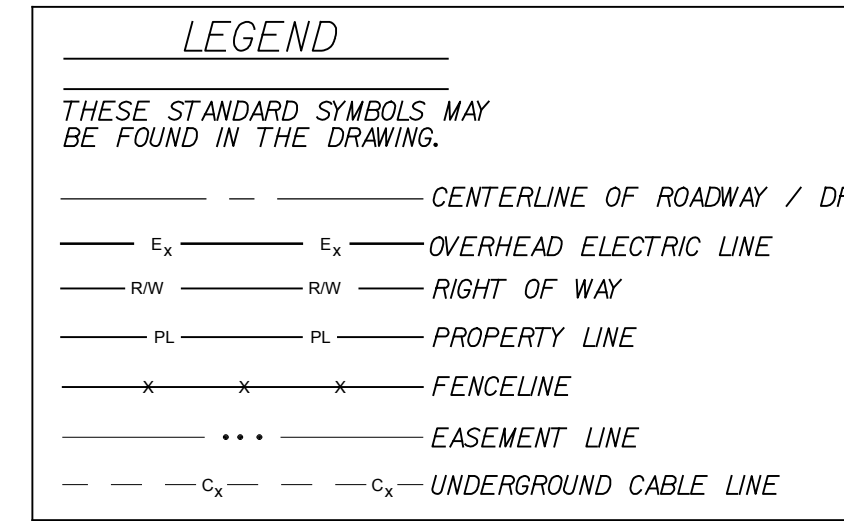 LEGEND
THESE STANDARD SYMBOLS MAY
BE FOUND IN THE DRAWING.
CENTERLINE OF ROADWAY /
Ex Ex OVERHEAD ELECTRIC LINE
R/W R/W RIGHT OF WAY
PL PL PROPERTY LINE
X X X FENCELINE
EASEMENT LINE
Cx Cx UNDERGROUND CABLE LINE